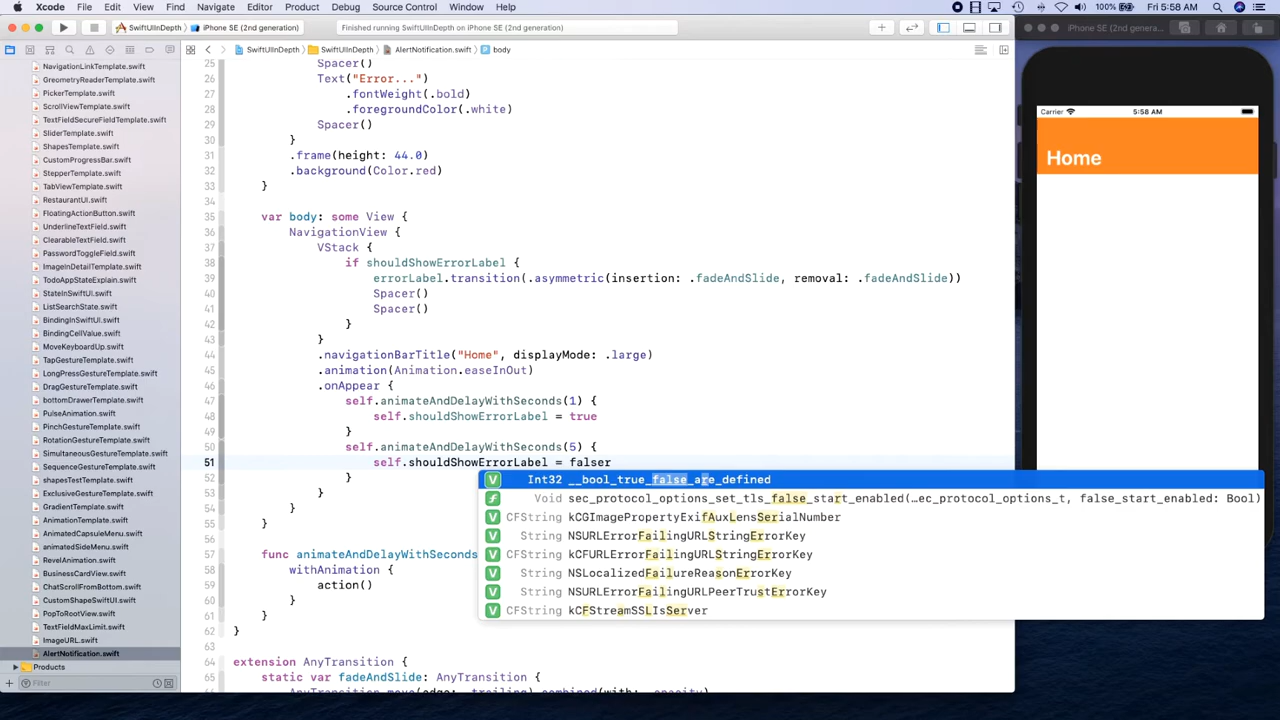 Xcode File Edit View Find Navigate Editor Product Debug Source Control Window Help 100% Fri 5:58 AM
SwiftUIInDepth iPhone SE (2nd generation) Finished running SwiftUIInDepth on iPhone SE (2nd generation) iPhone SE (2nd genera...
SwiftUIInDepth SwiftUIInDepth AlertNotification.swift body
NavigationLinkTemplate.swift
GreometryReaderTemplate.swift
PickerTemplate.swift
ScrollViewTemplate.swift
TextFieldSecureFieldTemplate.swift
SliderTemplate.swift
ShapesTemplate.swift
CustomProgressBar.swift
StepperTemplate.swift
TabViewTemplate.swift
RestaurantUI.swift
FloatingActionButton.swift
UnderlineTextField.swift
ClearableTextField.swift
PasswordToggleField.swift
ImageInDetailTemplate.swift
TodoAppStateExplain.swift
StateInSwiftUI.swift
ListSearchState.swift
BindingInSwiftUI.swift
BindingCellValue.swift
MoveKeyboardUp.swift
TapGestureTemplate.swift
LongPressGestureTemplate.swift
DragGestureTemplate.swift
bottomDrawerTemplate.swift
PulseAnimation.swift
PinchGestureTemplate.swift
RotationGestureTemplate.swift
SimultaneousGestureTemplate.swift
SequenceGestureTemplate.swift
shapesTest4Template.swift
ExclusiveGestureTemplate.swift
GradientTemplate.swift
AnimationTemplate.swift
AnimatedCapsuleMenu.swift
animatedSideMenu.swift
RevelAnimation.swift
BusinessCardView.swift
ChatScrollFromBottom.swift
CustomShapeSwiftUI.swift
PopToRootView.swift
TextFieldMaxLimit.swift
ImageURL.swift
AlertNotification.swift
Products
Filter
25 Spacer()
26 Text("Error...")
27 .fontWeight(.bold)
28 .foregroundColor(.white)
29 Spacer()
30 }
31 .frame(height: 44.0)
32 .background(Color.red)
33 }
34
35 var body: some View {
36 NavigationView {
37 VStack {
38 if shouldShowErrorLabel {
39 errorLabel.transition(.asymmetric(insertion: .fadeAndSlide, removal: .fadeAndSlide))
40 Spacer()
41 Spacer()
42 }
43 }
44 .navigationBarTitle("Home", displayMode: .large)
45 .animation(Animation.easeInOut)
46 .onAppear {
47 self.animateAndDelayWithSeconds(1) {
48 self.shouldShowErrorLabel = true
49 }
50 self.animateAndDelayWithSeconds(5) {
51 self.shouldShowErrorLabel = falser
52 }
53 }
54 }
55 }
56
57 func animateAndDelayWithSeconds
58 withAnimation {
59 action()
60 }
61 }
62 }
63
64 extension AnyTransition {
65 static var fadeAndSlide: AnyTransition {
66 AnyTransition.move(edge: .trailing).combined(with: .opacity)
V Int32 __bool_true_false_are_defined
f Void sec_protocol_options_set_tls_false_start_enabled(…ec_protocol_options_t, false_start_enabled: Bool)
V CFString kCGImagePropertyExifAuxLensSerialNumber
V String NSURLErrorFailingURLStringErrorKey
V CFString kCFURLErrorFailingURLStringErrorKey
V String NSLocalizedFailureReasonErrorKey
V String NSURLErrorFailingURLPeerTrustErrorKey
V CFString kCFStreamSSLIsServer
Carrier 5:58 AM
Home